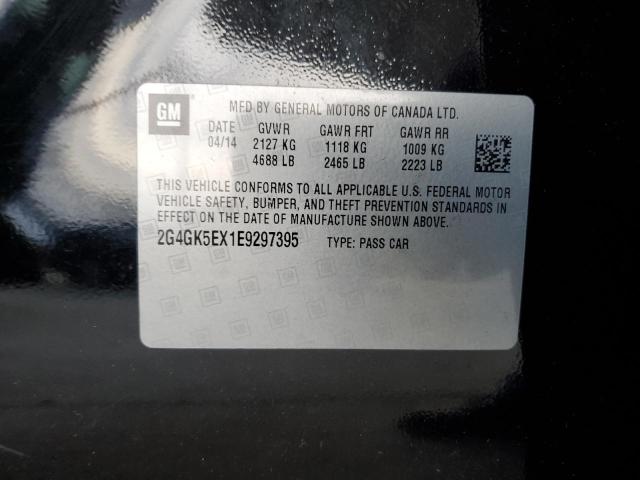 GM
MFD BY GENERAL MOTORS OF CANADA LTD.
DATE GVWR GAWR FRT GAWR RR
04/14 2127 KG 1118 KG 1009 KG
4688 LB 2465 LB 2223 LB
THIS VEHICLE CONFORMS TO ALL APPLICABLE U.S. FEDERAL MOTOR
VEHICLE SAFETY, BUMPER, AND THEFT PREVENTION STANDARDS IN
EFFECT ON THE DATE OF MANUFACTURE SHOWN ABOVE.
2G4GK5EX1E9297395 TYPE: PASS CAR